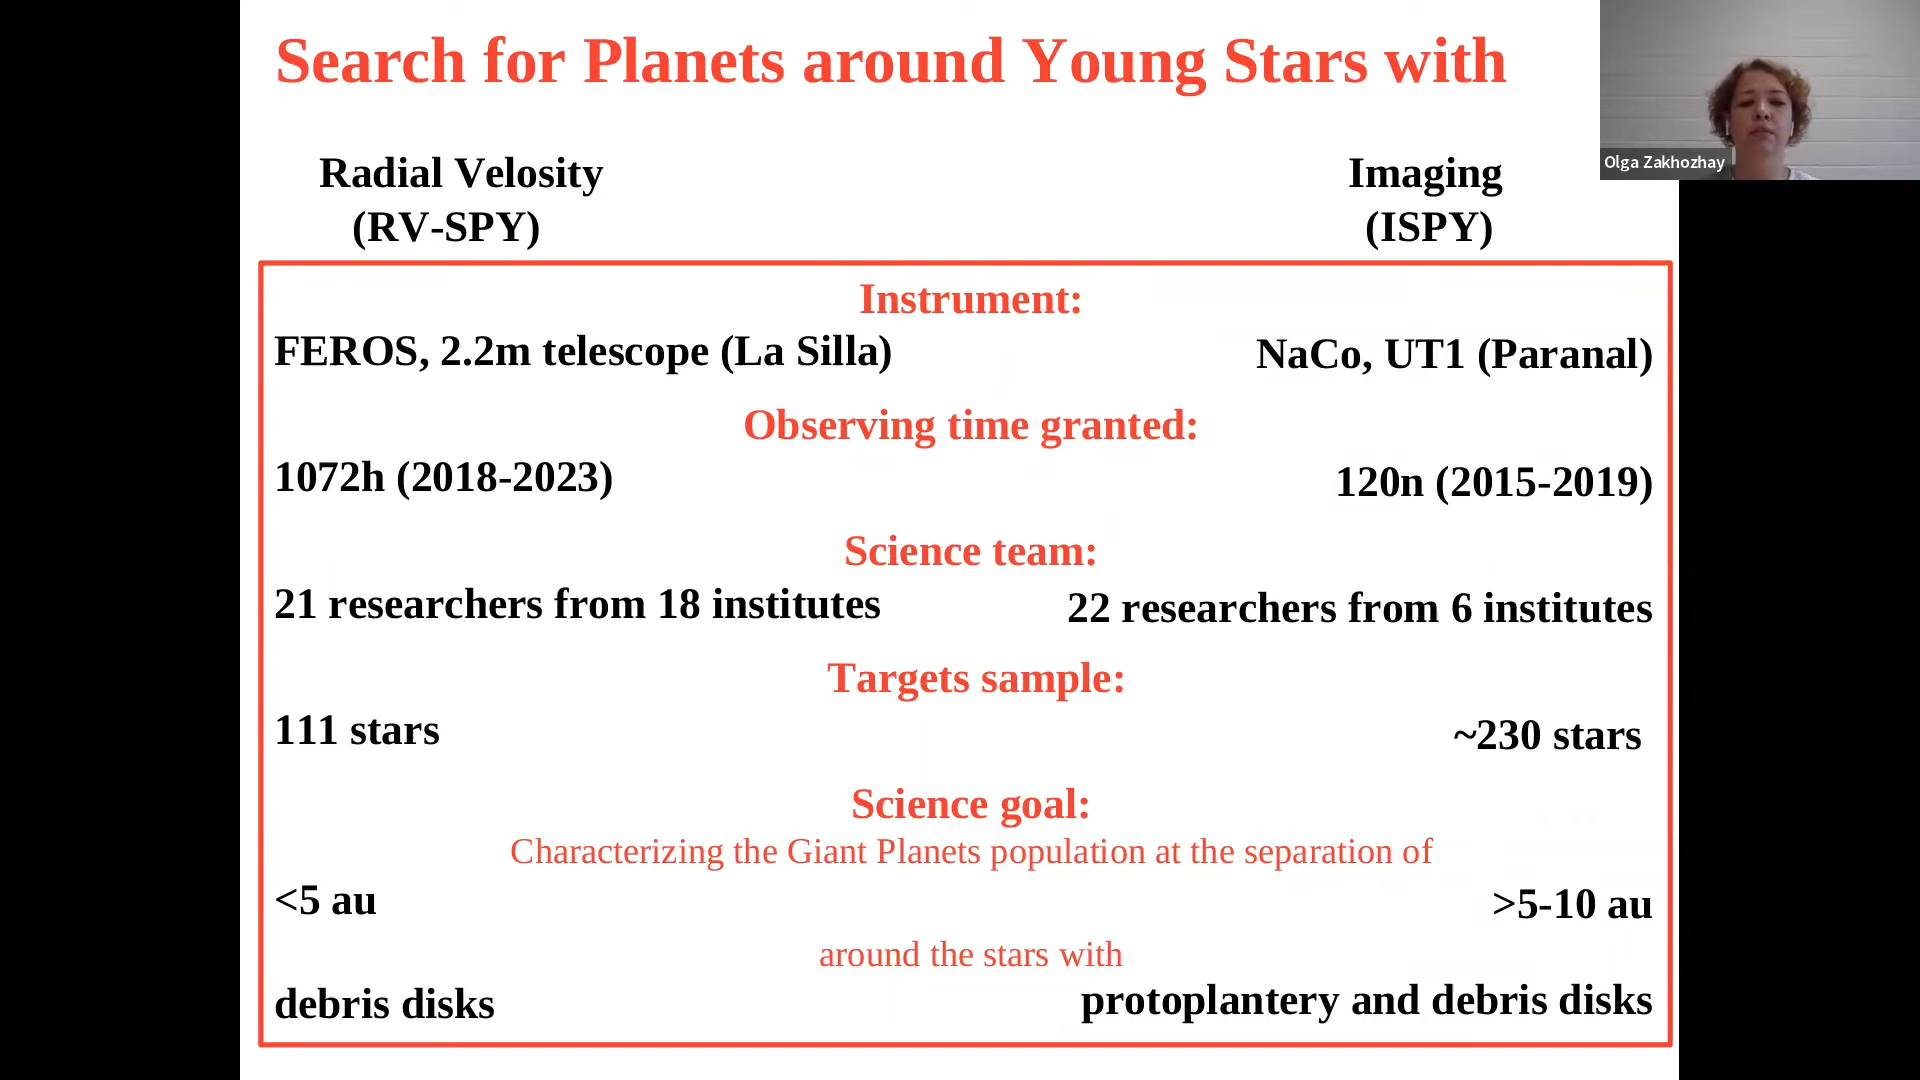 Search for Planets around Young Stars with
Olga Zakhozhay
Radial Velosity
(RV-SPY)
Imaging
(ISPY)
Instrument:
FEROS, 2.2m telescope (La Silla)
NaCo, UT1 (Paranal)
Observing time granted:
1072h (2018-2023)
120n (2015-2019)
Science team:
21 researchers from 18 institutes
22 researchers from 6 institutes
Targets sample:
111 stars
~230 stars
Science goal:
Characterizing the Giant Planets population at the separation of
<5 au
>5-10 au
around the stars with
debris disks
protoplantery and debris disks